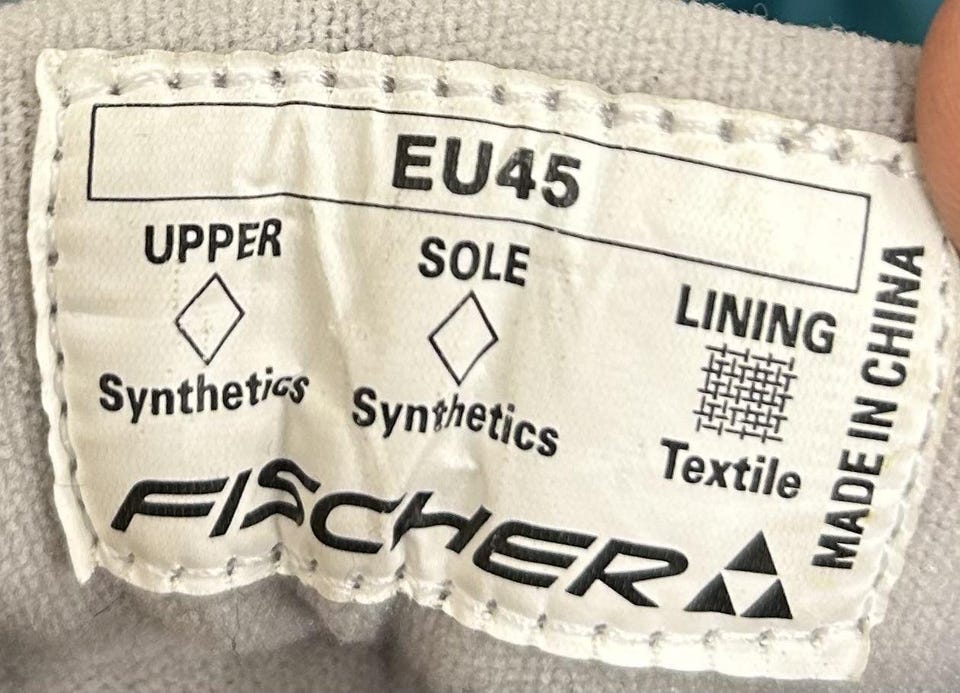 EU45
UPPER
Synthetics
SOLE
Synthetics
LINING
Textile
MADE IN CHINA
FISCHER